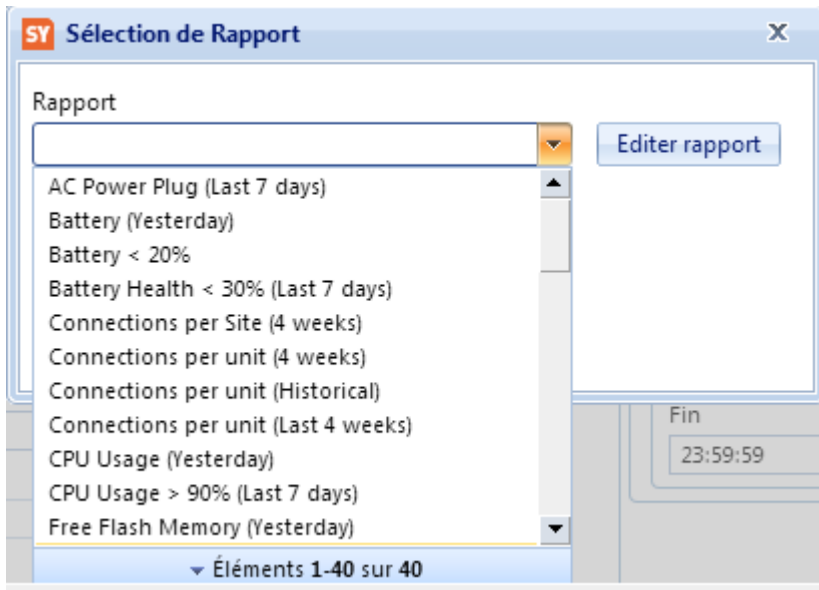 SY Sélection de Rapport X
Rapport
Editer rapport
AC Power Plug (Last 7 days)
Battery (Yesterday)
Battery < 20%
Battery Health < 30% (Last 7 days)
Connections per Site (4 weeks)
Connections per unit (4 weeks)
Connections per unit (Historical)
Connections per unit (Last 4 weeks)
CPU Usage (Yesterday)
CPU Usage > 90% (Last 7 days)
Free Flash Memory (Yesterday)
Éléments 1-40 sur 40
Fin
23:59:59